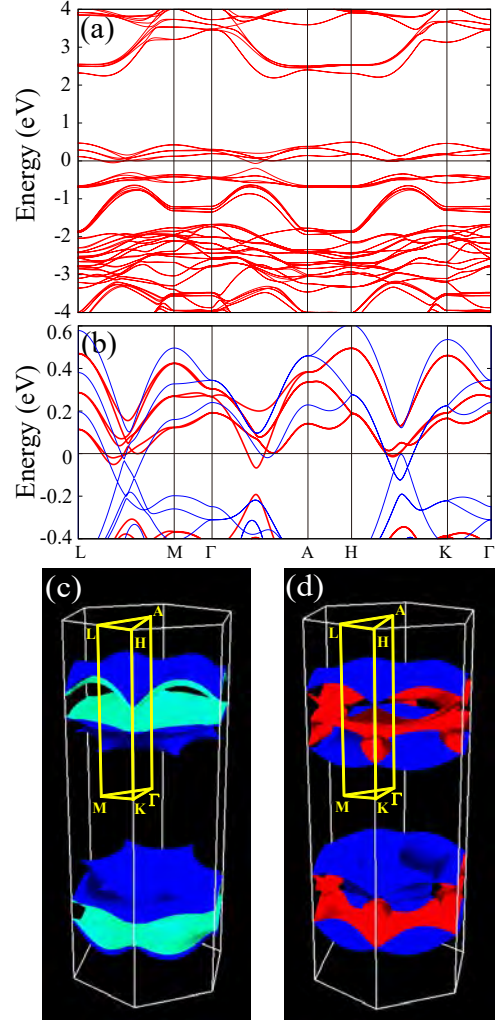 (a)
Energy (eV)
4
2
1
0
-1
-2
-3
-4
L M Γ A H K Γ
(b)
Energy (eV)
0.6
0.4
0.2
0
-0.2
-0.4
L M Γ A H K Γ
(c)
A
L
H
M
K
Γ
(d)
A
L
H
M
K
Γ